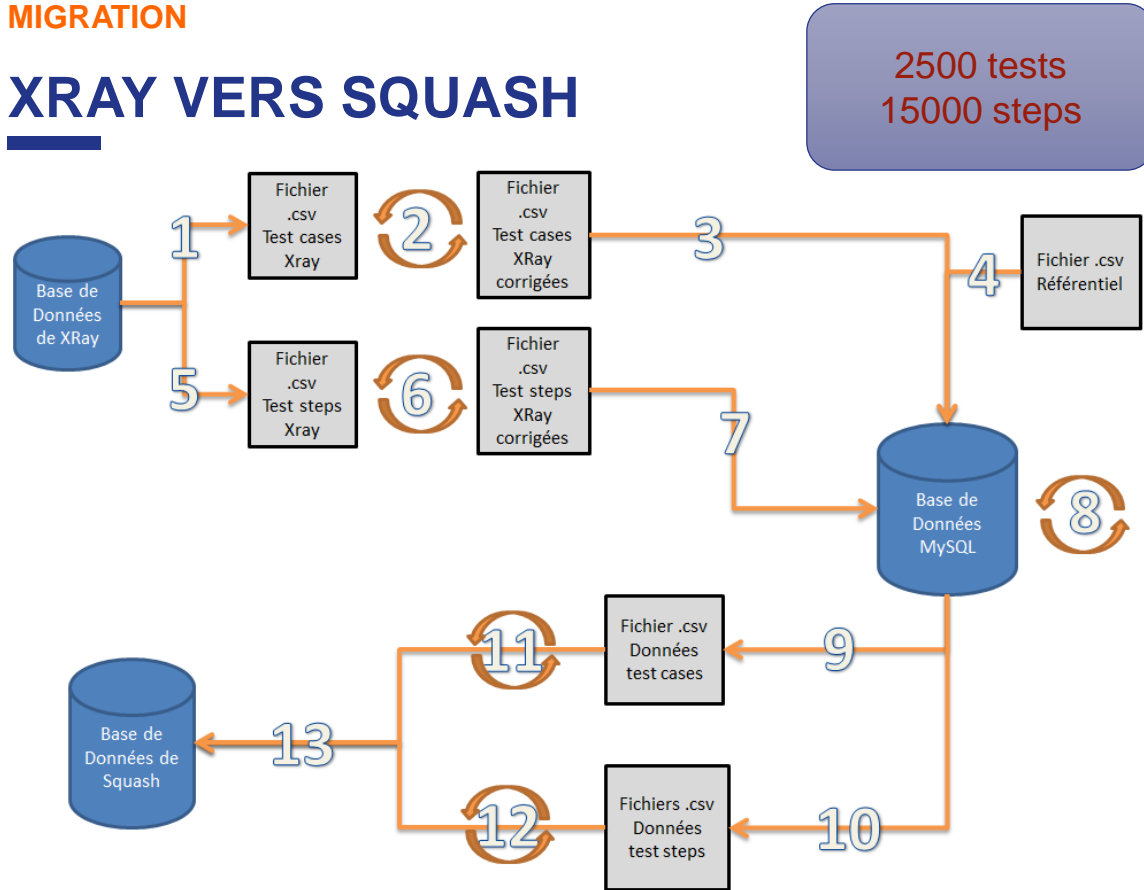 MIGRATION
XRAY VERS SQUASH
2500 tests
15000 steps
Fichier
.csv
Test cases
Xray
2
Fichier
.csv
Test cases
XRay
corrigées
1
3
Fichier .csv
Référentiel
4
Base de
Données
de XRay
5
Fichier
.csv
Test steps
Xray
6
Fichier
.csv
Test steps
XRay
corrigées
7
Base de
Données
MySQL
8
Fichier .csv
Données
test cases
9
11
Base de
Données de
Squash
13
12
Fichiers .csv
Données
test steps
10